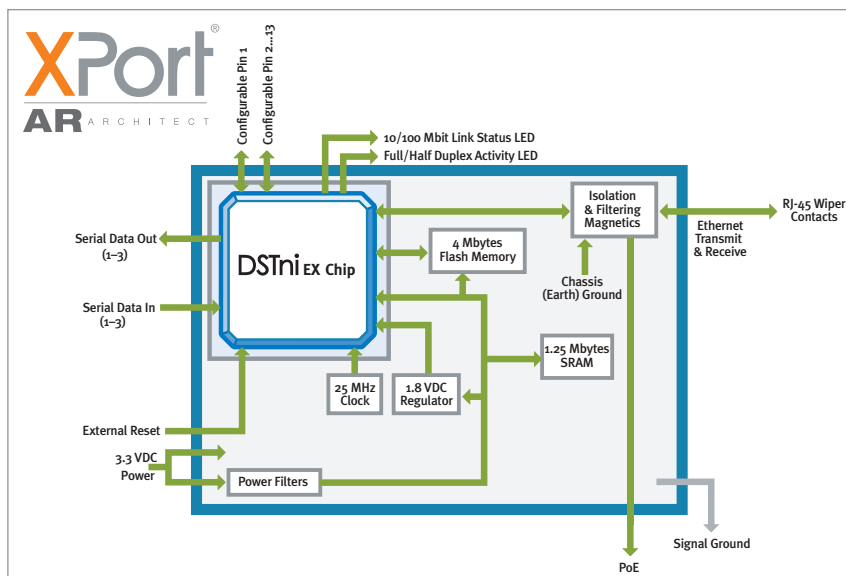 XPort®
AR ARCHITECT
Configurable Pin 1
Configurable Pin 2...13
10/100 Mbit Link Status LED
Full/Half Duplex Activity LED
Isolation
& Filtering
Magnetics
RJ-45 Wiper
Contacts
Ethernet
Transmit
& Receive
Serial Data Out
(1–3)
DSTni EX Chip
4 Mbytes
Flash Memory
Chassis
(Earth) Ground
Serial Data In
(1–3)
1.25 Mbytes
SRAM
25 MHz
Clock
1.8 VDC
Regulator
External Reset
3.3 VDC
Power
Power Filters
Signal Ground
PoE